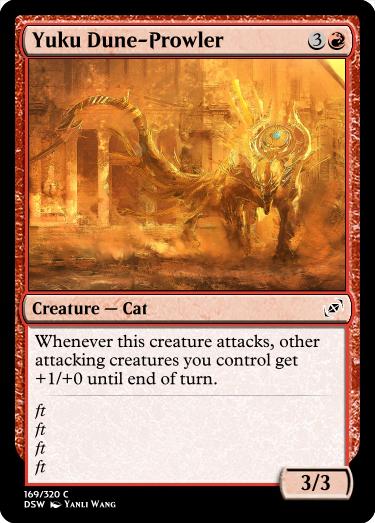 Yuku Dune-Prowler 3
Creature — Cat
Whenever this creature attacks, other
attacking creatures you control get
+1/+0 until end of turn.
ft
ft
ft
ft
3/3
169/320 C
DSW Yanli Wang